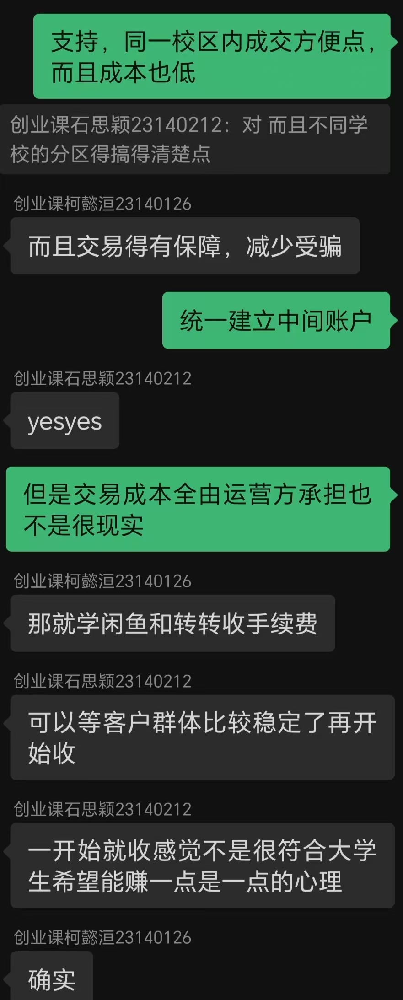 支持，同一校区内成交方便点，
而且成本也低
创业课石思颖23140212：对 而且不同学
校的分区得搞得清楚点
创业课柯懿洹23140126
而且交易得有保障，减少受骗
统一建立中间账户
创业课石思颖23140212
yesyes
但是交易成本全由运营方承担也
不是很现实
创业课柯懿洹23140126
那就学闲鱼和转转收手续费
创业课石思颖23140212
可以等客户群体比较稳定了再开
始收
创业课石思颖23140212
一开始就收感觉不是很符合大学
生希望能赚一点是一点的心理
创业课柯懿洹23140126
确实